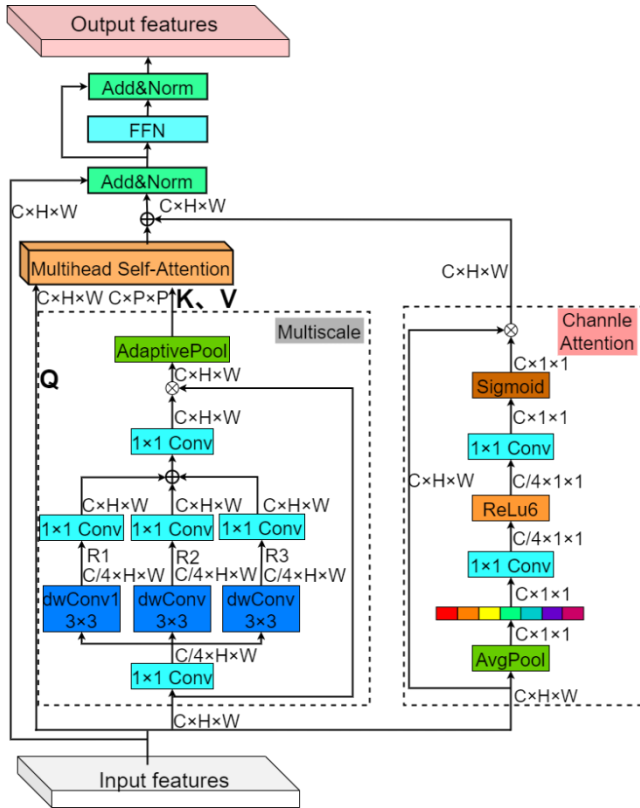 Output features
Add&Norm
FFN
Add&Norm
C×H×W
C×H×W
Multihead Self-Attention
C×H×W
C×H×W
C×P×P
K、V
Multiscale
Channle
Attention
AdaptivePool
Q
C×H×W
C×1×1
Sigmoid
C×H×W
C×1×1
1×1 Conv
1×1 Conv
C×H×W
C/4×1×1
C×H×W
C×H×W
C×H×W
ReLu6
1×1 Conv
1×1 Conv
1×1 Conv
C/4×1×1
R1
R2
R3
C/4×H×W
C/4×H×W
C/4×H×W
1×1 Conv
dwConv1
3×3
dwConv
3×3
dwConv
3×3
C×1×1
C×1×1
C/4×H×W
AvgPool
1×1 Conv
C×H×W
C×H×W
Input features